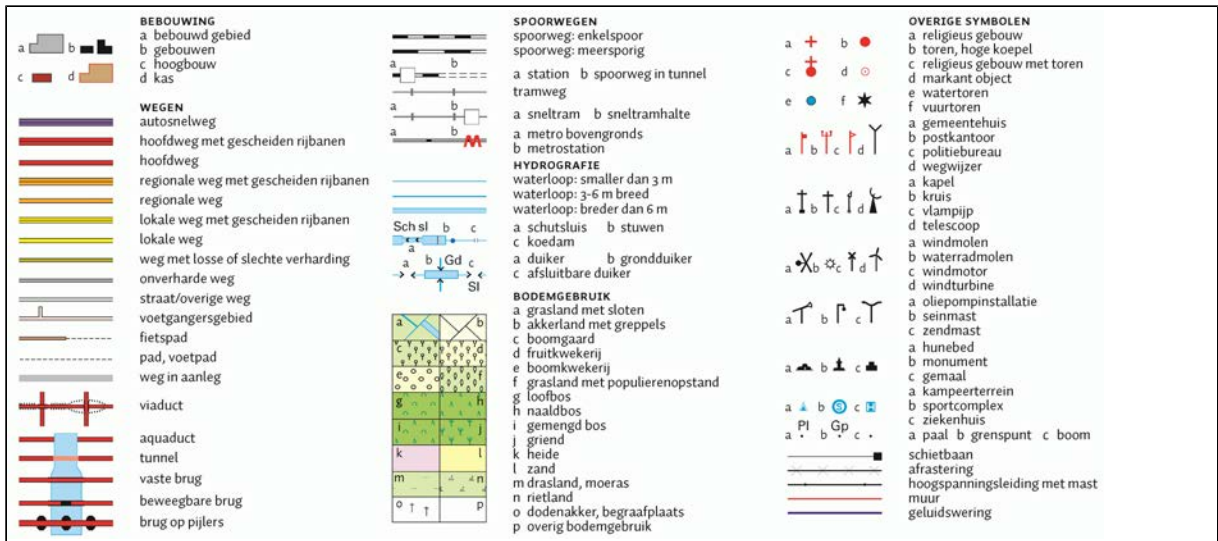 BEBOUWING
a bebouwd gebied
b gebouwen
c hoogbouw
d kas
a b
c d
WEGEN
autosnelweg
hoofdweg met gescheiden rijbanen
hoofdweg
regionale weg met gescheiden rijbanen
regionale weg
lokale weg met gescheiden rijbanen
lokale weg
weg met losse of slechte verharding
onverharde weg
straat/overige weg
voetgangersgebied
fietspad
pad, voetpad
weg in aanleg
viaduct
aquaduct
tunnel
vaste brug
beweegbare brug
brug op pijlers
SPOORWEGEN
spoorweg: enkelspoor
spoorweg: meersporig
a b
a station b spoorweg in tunnel
tramweg
a b
a sneltram b sneltramhalte
a b
a metro bovengronds
b metrostation
HYDROGRAFIE
waterloop: smaller dan 3 m
waterloop: 3-6 m breed
waterloop: breder dan 6 m
Sch sl b c
a
a schutsluis b stuwen
c koedam
a b Gd c
Sl
a duiker b grondduiker
c afsluitbare duiker
BODEMGEBRUIK
a b
c d
e f
g h
i j
k l
m n
o p
a grasland met sloten
b akkerland met greppels
c boomgaard
d fruitkwekerij
e boomkwekerij
f grasland met populierenopstand
g loofbos
h naaldbos
i gemengd bos
j griend
k heide
l zand
m drasland, moeras
n rietland
o dodenakker, begraafplaats
p overig bodemgebruik
OVERIGE SYMBOLEN
a b
c d
e f
a religieus gebouw
b toren, hoge koepel
c religieus gebouw met toren
d markant object
e watertoren
f vuurtoren
a b c d
a gemeentehuis
b postkantoor
c politiebureau
d wegwijzer
a b c d
a kapel
b kruis
c vlampijp
d telescoop
a b c d
a windmolen
b waterradmolen
c windmotor
d windturbine
a b c
a oliepompinstallatie
b seinmast
c zendmast
a b c
a hunebed
b monument
c gemaal
a b S c H
a kampeerterrein
b sportcomplex
c ziekenhuis
Pl Gp
a b c
a paal b grenspunt c boom
schietbaan
afrastering
hoogspanningsleiding met mast
muur
geluidswering